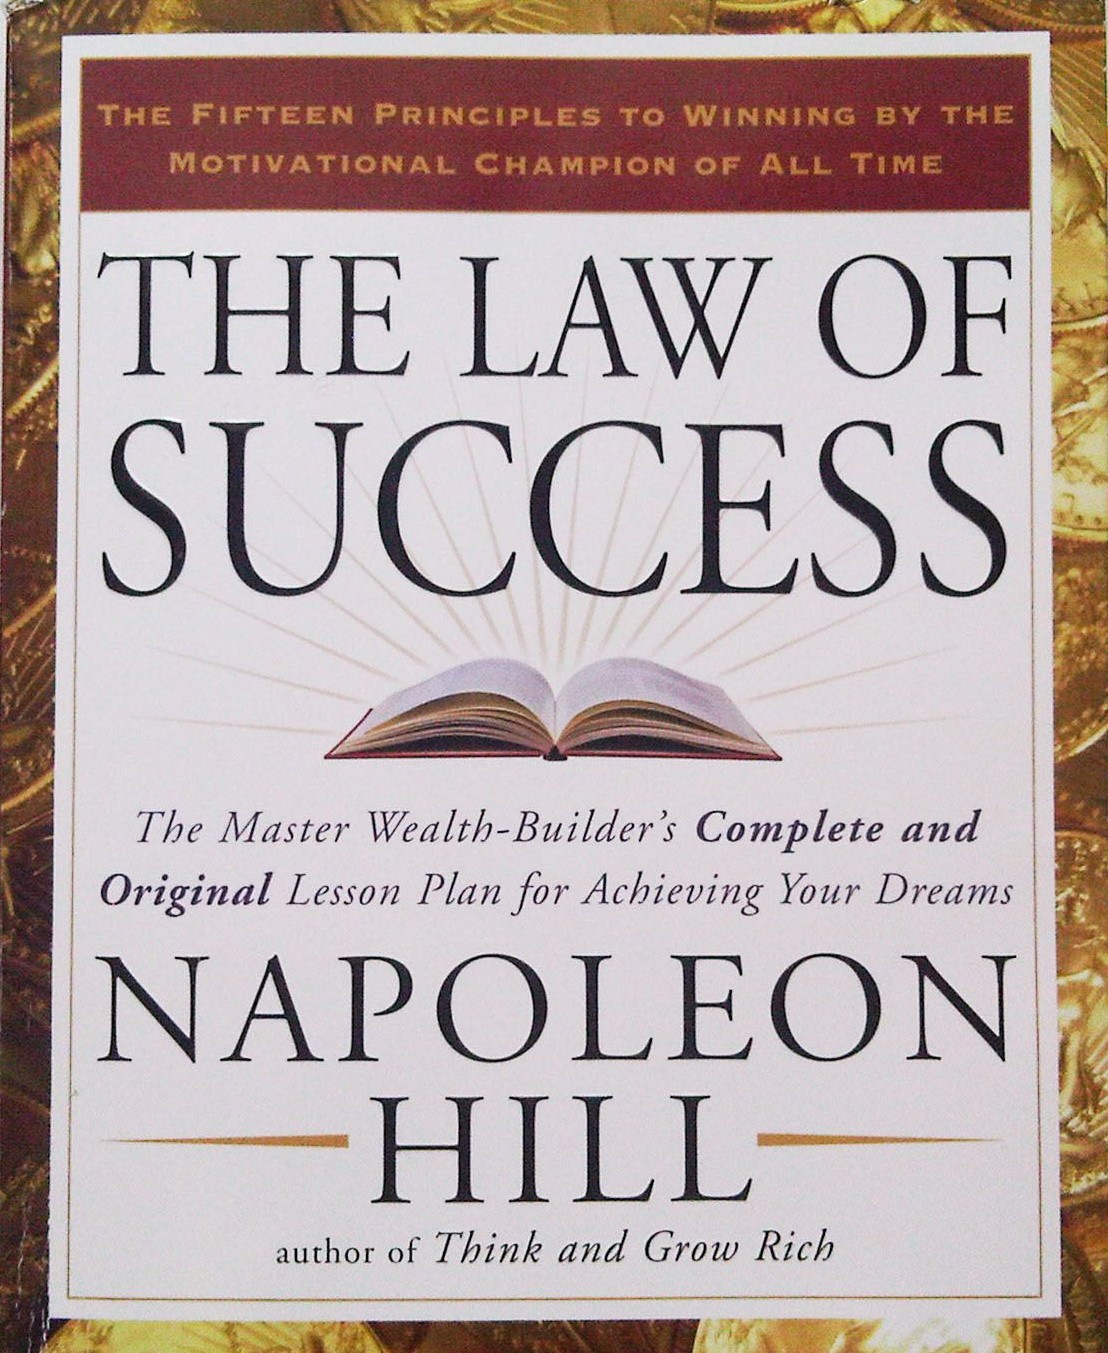 The Fifteen Principles to Winning by the
Motivational Champion of All Time
THE LAW OF
SUCCESS
The Master Wealth-Builder's Complete and
Original Lesson Plan for Achieving Your Dreams
NAPOLEON
HILL
author of Think and Grow Rich